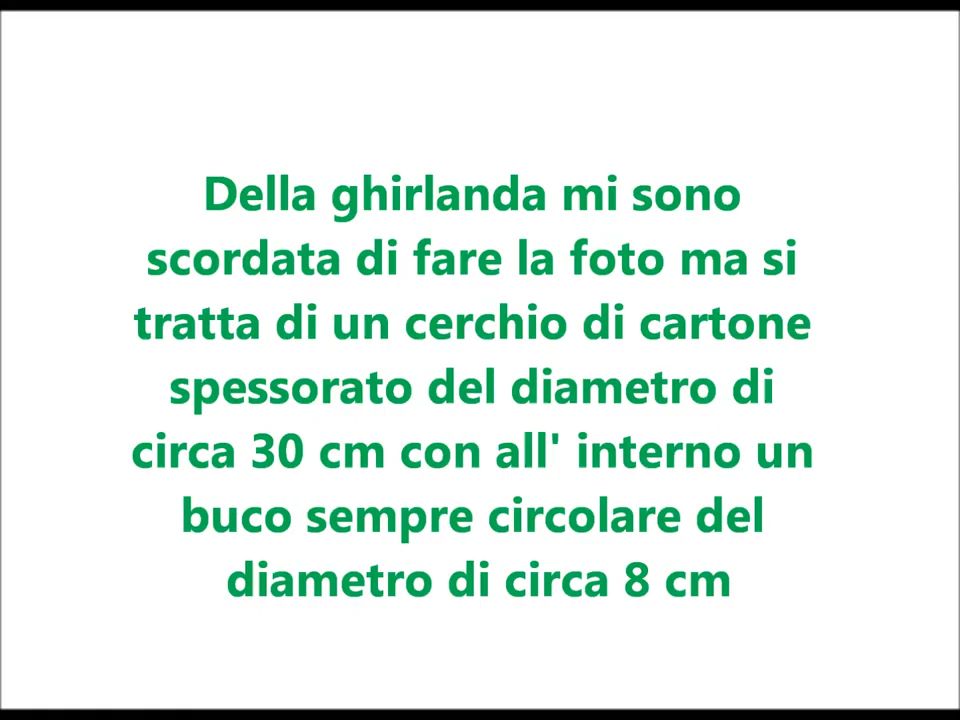 Della ghirlanda mi sono
scordata di fare la foto ma si
tratta di un cerchio di cartone
spessorato del diametro di
circa 30 cm con all' interno un
buco sempre circolare del
diametro di circa 8 cm